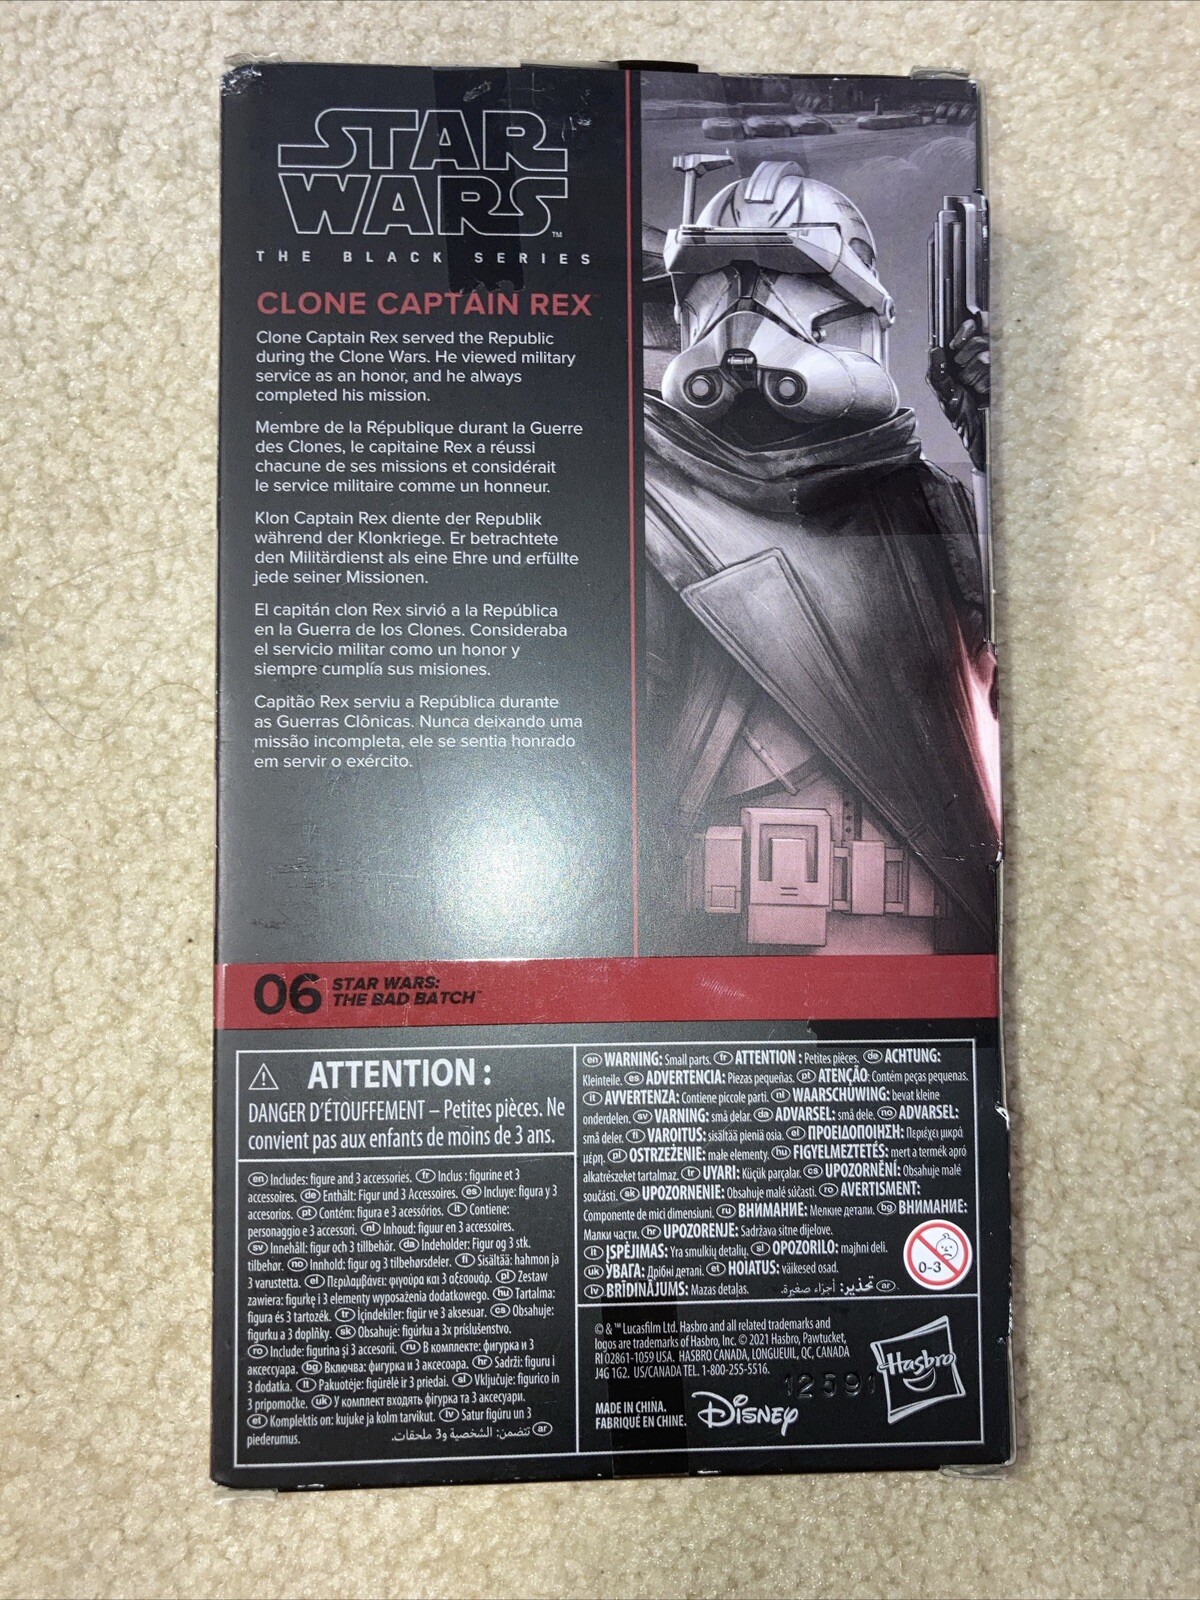 STAR
WARS™
THE BLACK SERIES
CLONE CAPTAIN REX™
Clone Captain Rex served the Republic
during the Clone Wars. He viewed military
service as an honor, and he always
completed his mission.
Membre de la République durant la Guerre
des Clones, le capitaine Rex a réussi
chacune de ses missions et considérait
le service militaire comme un honneur.
Klon Captain Rex diente der Republik
während der Klonkriege. Er betrachtete
den Militärdienst als eine Ehre und erfüllte
jede seiner Missionen.
El capitán clon Rex sirvió a la República
en la Guerra de los Clones. Consideraba
el servicio militar como un honor y
siempre cumplía sus misiones.
Capitão Rex serviu a República durante
as Guerras Clônicas. Nunca deixando uma
missão incompleta, ele se sentia honrado
em servir o exército.
06 STAR WARS:
THE BAD BATCH™
ATTENTION :
DANGER D'ÉTOUFFEMENT – Petites pièces. Ne
convient pas aux enfants de moins de 3 ans.
en Includes: figure and 3 accessories. fr Inclus : figurine et 3
accessoires. de Enthält: Figur und 3 Accessoires. es Incluye: figura y 3
accesorios. pt Contém: figura e 3 acessórios. it Contiene:
personaggio e 3 accessori. nl Inhoud: figuur en 3 accessoires.
sv Innehåll: figur och 3 tillbehör. da Indeholder: Figur og 3 stk.
tilbehør. no Innhold: figur og 3 tilbehørsdeler. fi Sisältää: hahmon ja
3 varustetta. el Περιλαμβάνει: φιγούρα και 3 αξεσουάρ. pl Zestaw
zawiera: figurkę i 3 elementy wyposażenia dodatkowego. hu Tartalma:
figura és 3 tartozék. tr İçindekiler: figür ve 3 aksesuar. cs Obsahuje:
figurku a 3 doplňky. sk Obsahuje: figúrku a 3x príslušenstvo.
ro Include: figurina și 3 accesorii. ru В комплекте: фигурка и 3
аксессуара. bg Включва: фигурка и 3 аксесоара. hr Sadrži: figuru i
3 dodatka. lt Pakuotėje: figūrėlė ir 3 priedai. sl Vključuje: figurico in
3 pripomočke. uk У комплект входять фігурка та 3 аксесуари.
et Komplektis on: kujuke ja kolm tarvikut. lv Satur figūru un 3
piederumus. ar تتضمن: الشخصية و3 ملحقات.
en WARNING: Small parts. fr ATTENTION : Petites pièces. de ACHTUNG:
Kleinteile. es ADVERTENCIA: Piezas pequeñas. pt ATENÇÃO: Contém peças pequenas.
it AVVERTENZA: Contiene piccole parti. nl WAARSCHUWING: bevat kleine
onderdelen. sv VARNING: små delar. da ADVARSEL: små dele. no ADVARSEL:
små deler. fi VAROITUS: sisältää pieniä osia. el ΠΡΟΕΙΔΟΠΟΙΗΣΗ: Περιέχει μικρά
μέρη. pl OSTRZEŻENIE: małe elementy. hu FIGYELMEZTETÉS: mert a termék apró
alkatrészeket tartalmaz. tr UYARI: Küçük parçalar. cs UPOZORNĚNÍ: Obsahuje malé
součásti. sk UPOZORNENIE: Obsahuje malé súčasti. ro AVERTISMENT:
Componente de mici dimensiuni. ru ВНИМАНИЕ: Мелкие детали. bg ВНИМАНИЕ:
Малки части. hr UPOZORENJE: Sadržava sitne dijelove.
lt ĮSPĖJIMAS: Yra smulkių detalių. sl OPOZORILO: majhni deli.
uk УВАГА: Дрібні деталі. et HOIATUS: väikesed osad.
lv BRĪDINĀJUMS: Mazas detaļas. ar تحذير: أجزاء صغيرة.
0-3
© & ™ Lucasfilm Ltd. Hasbro and all related trademarks and
logos are trademarks of Hasbro, Inc. © 2021 Hasbro, Pawtucket,
RI 02861-1059 USA. HASBRO CANADA, LONGUEUIL, QC, CANADA
J4G 1G2. US/CANADA TEL. 1-800-255-5516.
12591
MADE IN CHINA.
FABRIQUÉ EN CHINE.
Disney
Hasbro